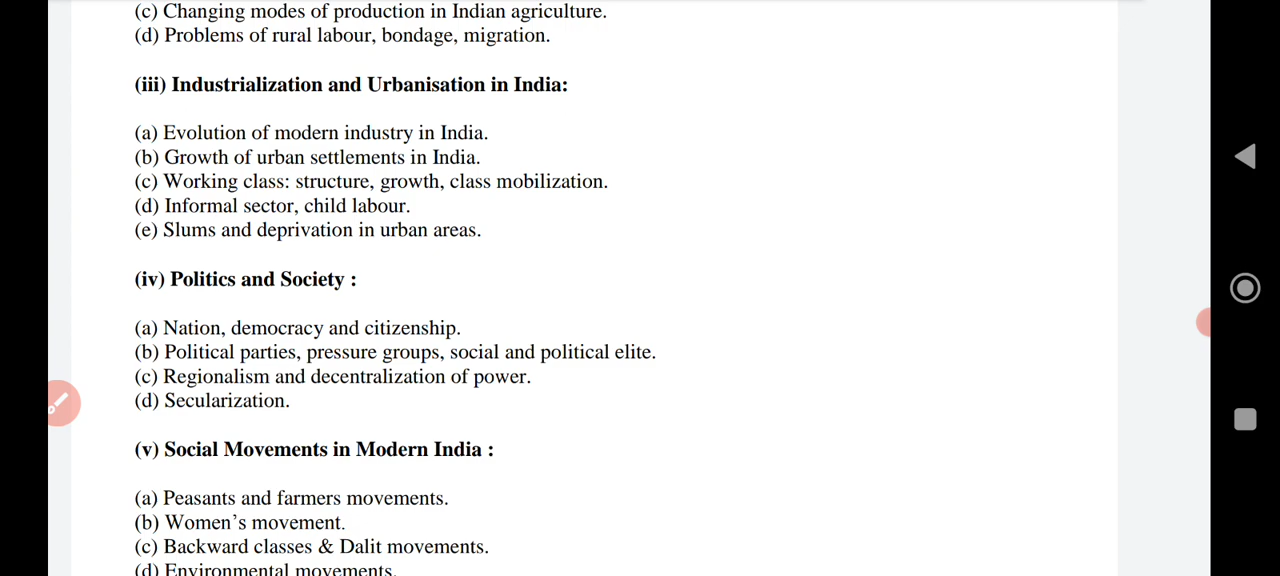 (c) Changing modes of production in Indian agriculture.
(d) Problems of rural labour, bondage, migration.
(iii) Industrialization and Urbanisation in India:
(a) Evolution of modern industry in India.
(b) Growth of urban settlements in India.
(c) Working class: structure, growth, class mobilization.
(d) Informal sector, child labour.
(e) Slums and deprivation in urban areas.
(iv) Politics and Society :
(a) Nation, democracy and citizenship.
(b) Political parties, pressure groups, social and political elite.
(c) Regionalism and decentralization of power.
(d) Secularization.
(v) Social Movements in Modern India :
(a) Peasants and farmers movements.
(b) Women’s movement.
(c) Backward classes & Dalit movements.
(d) Environmental movements.